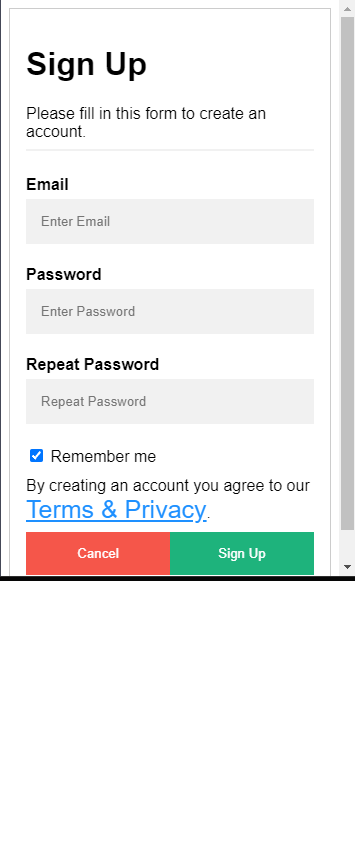 Sign Up
Please fill in this form to create an
account.
Email
Enter Email
Password
Enter Password
Repeat Password
Repeat Password
Remember me
By creating an account you agree to our
Terms & Privacy.
Cancel Sign Up